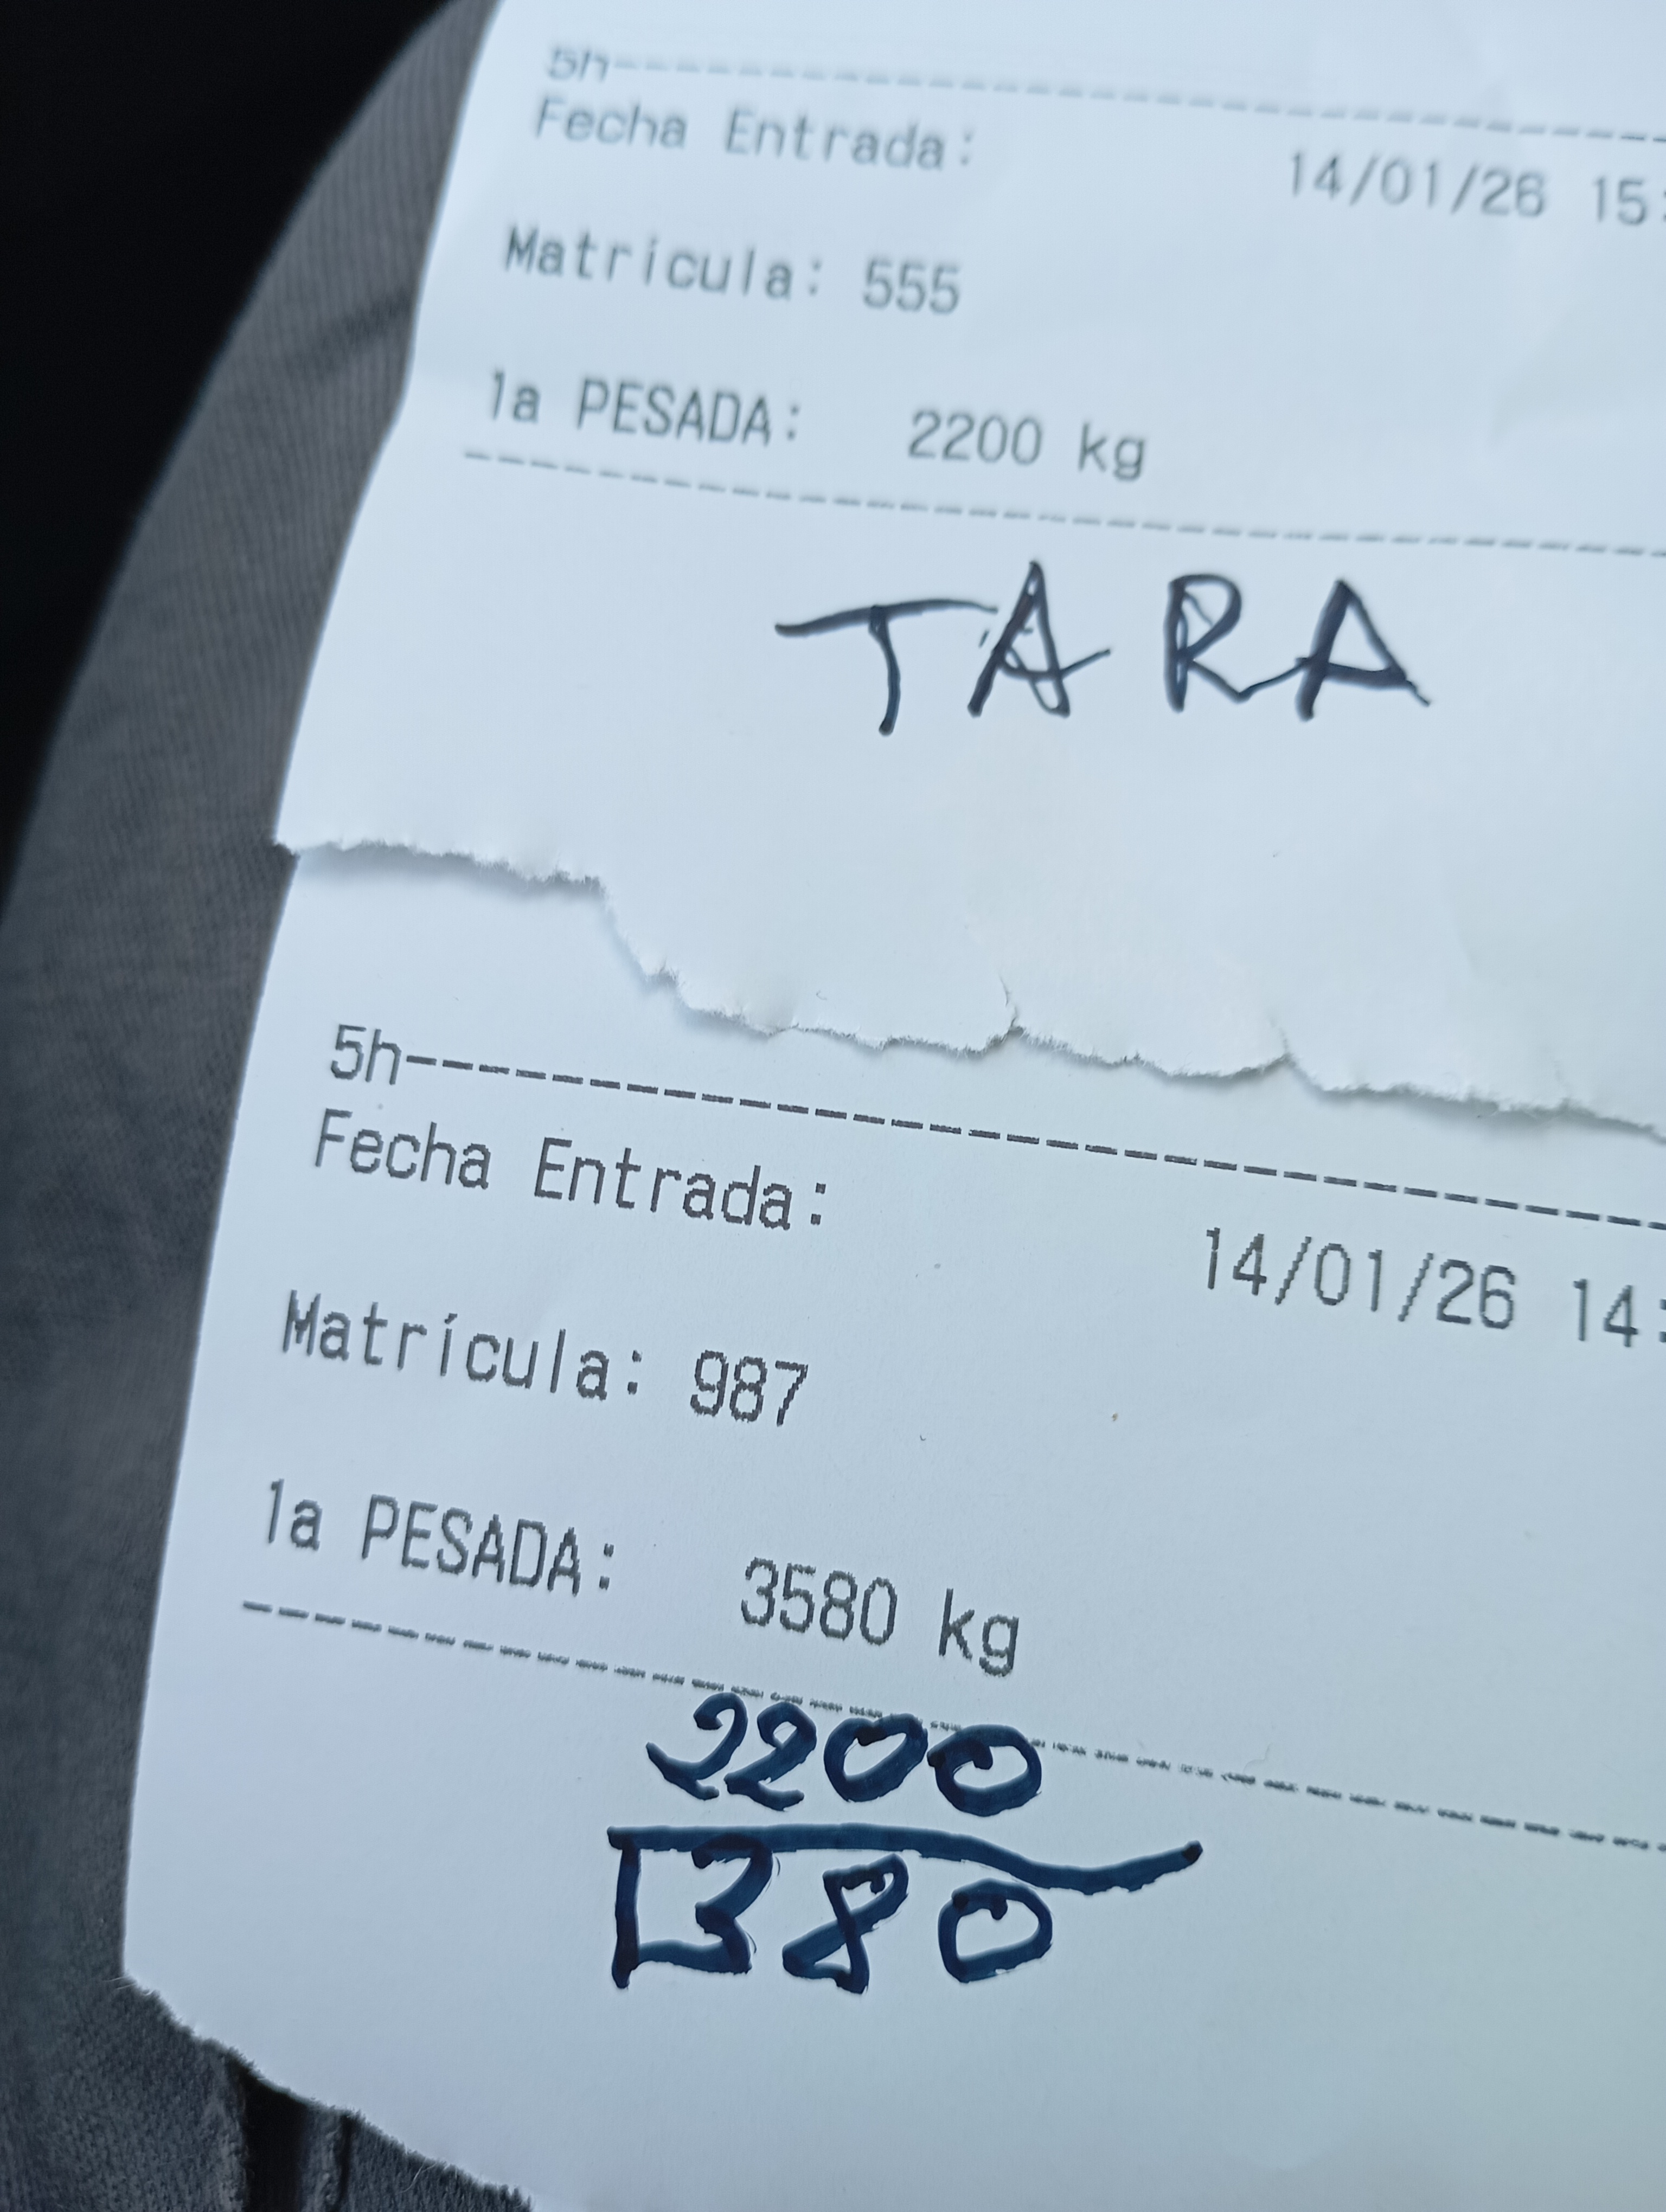 5h--------------------------------
Fecha Entrada: 14/01/26 15:
Matrícula: 555
1a PESADA: 2200 kg
--------------------------------
TARA
5h--------------------------------
Fecha Entrada: 14/01/26 14:
Matrícula: 987
1a PESADA: 3580 kg
--------------------------------
2200
1380